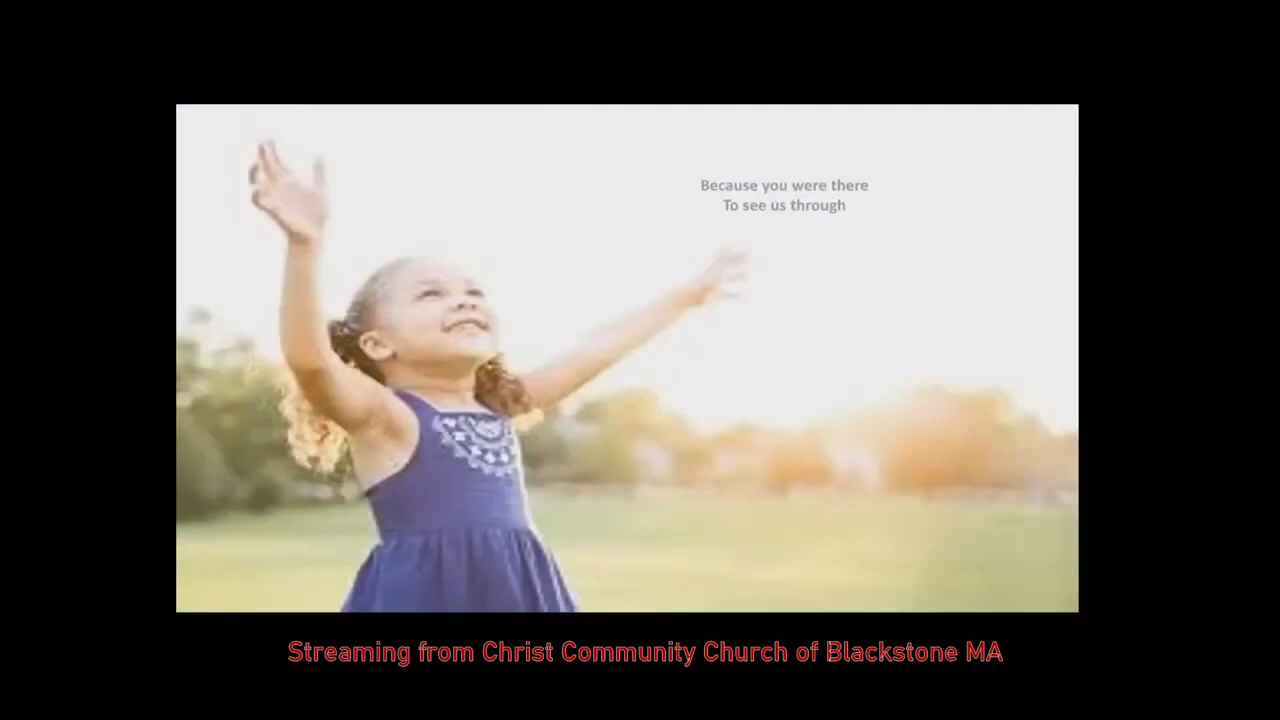 Because you were there
To see us through
Streaming from Christ Community Church of Blackstone MA